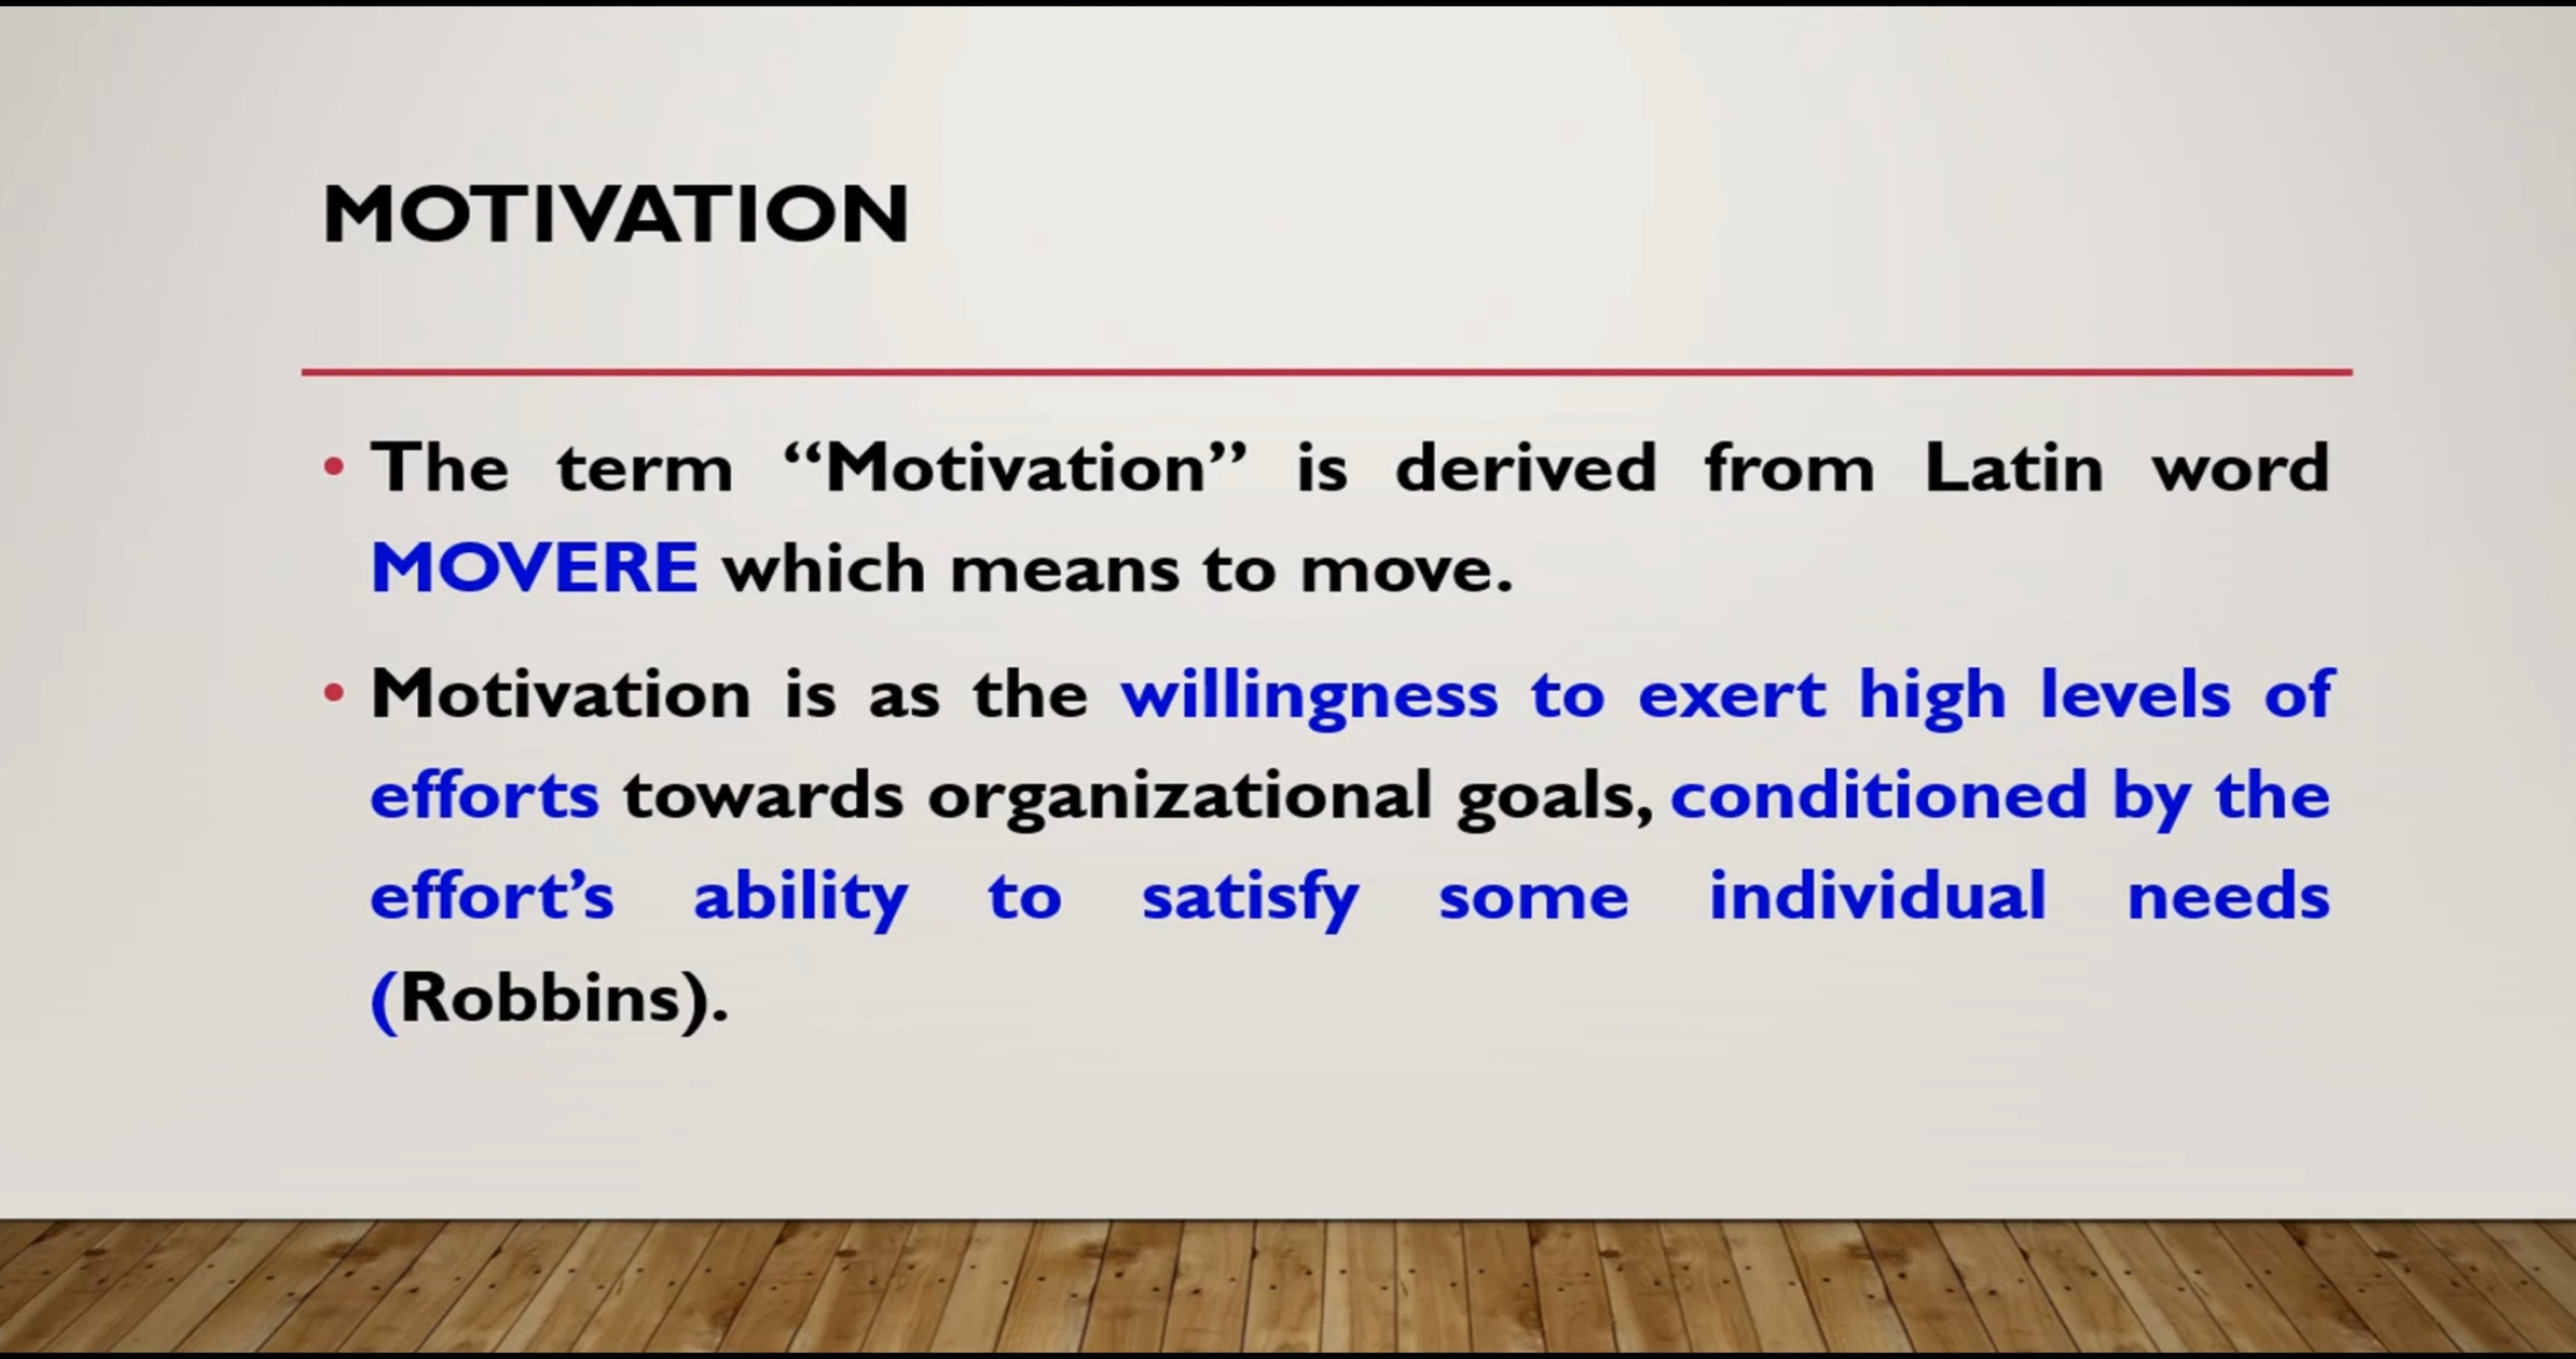 MOTIVATION
• The term “Motivation” is derived from Latin word
MOVERE which means to move.
• Motivation is as the willingness to exert high levels of
efforts towards organizational goals, conditioned by the
effort’s ability to satisfy some individual needs
(Robbins).